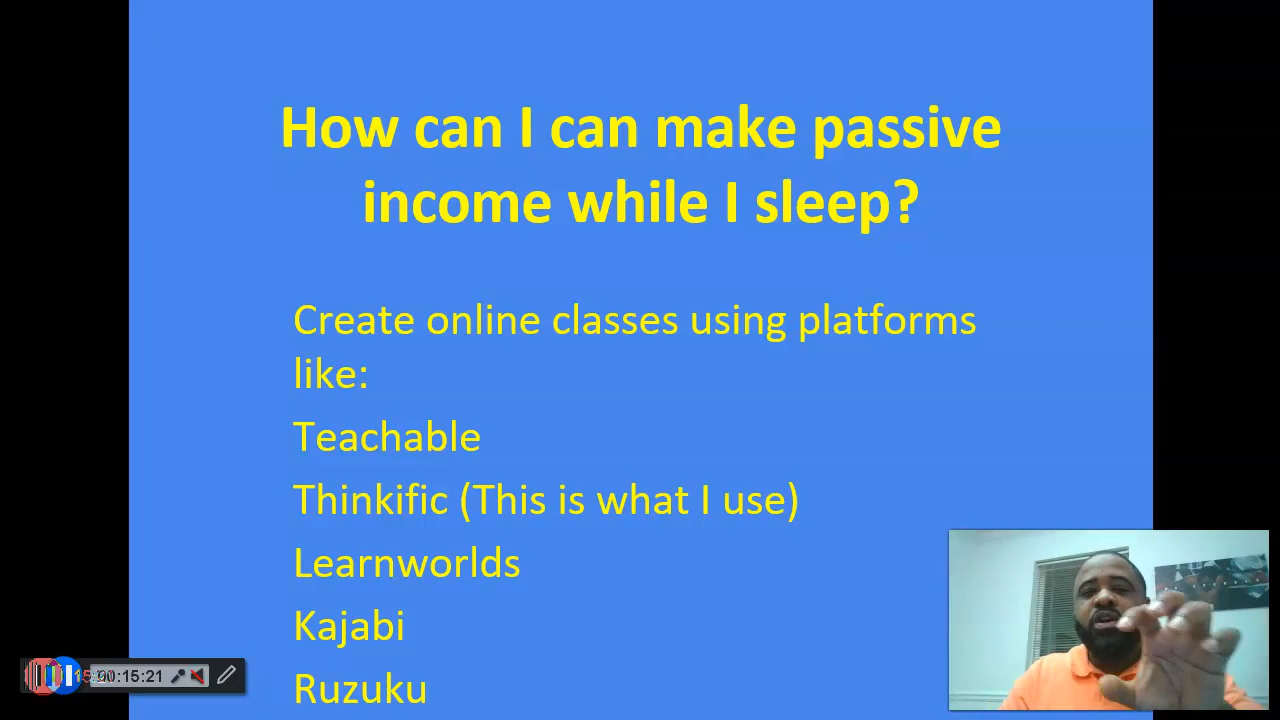 How can I can make passive
income while I sleep?
Create online classes using platforms
like:
Teachable
Thinkific (This is what I use)
Learnworlds
Kajabi
Ruzuku
00:15:21